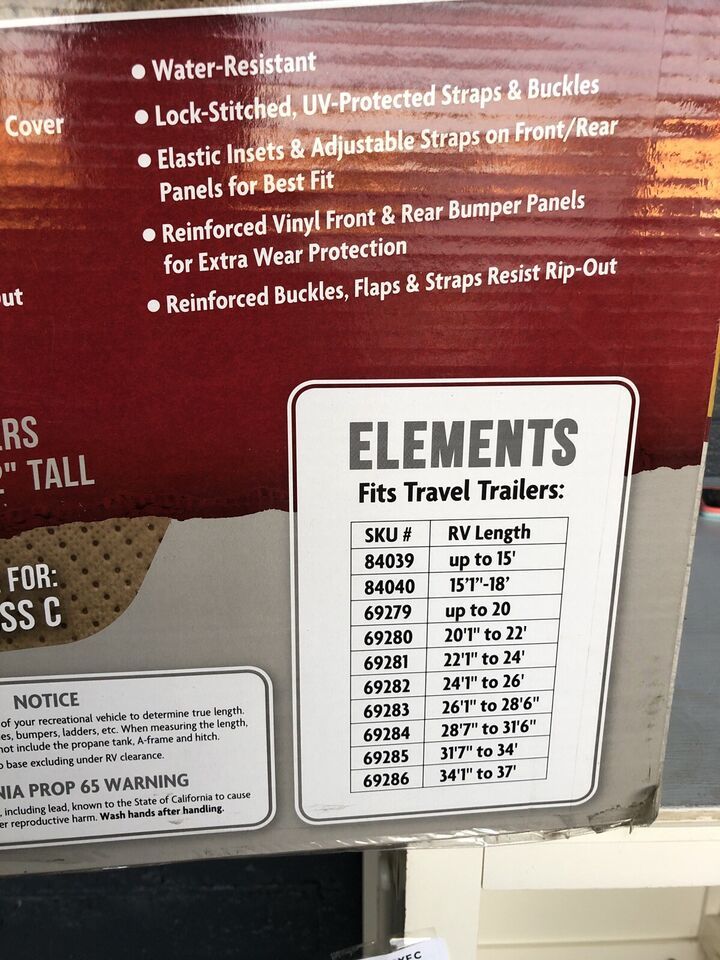 Cover
● Water-Resistant
● Lock-Stitched, UV-Protected Straps & Buckles
● Elastic Insets & Adjustable Straps on Front/Rear
Panels for Best Fit
● Reinforced Vinyl Front & Rear Bumper Panels
for Extra Wear Protection
● Reinforced Buckles, Flaps & Straps Resist Rip-Out
ut
ERS
" TALL
FOR:
SS C
NOTICE
of your recreational vehicle to determine true length.
es, bumpers, ladders, etc. When measuring the length,
not include the propane tank, A-frame and hitch.
base excluding under RV clearance.
NIA PROP 65 WARNING
, including lead, known to the State of California to cause
er reproductive harm. Wash hands after handling.
ELEMENTS
Fits Travel Trailers:
SKU # RV Length
84039 up to 15'
84040 15'1"-18'
69279 up to 20
69280 20'1" to 22'
69281 22'1" to 24'
69282 24'1" to 26'
69283 26'1" to 28'6"
69284 28'7" to 31'6"
69285 31'7" to 34'
69286 34'1" to 37'